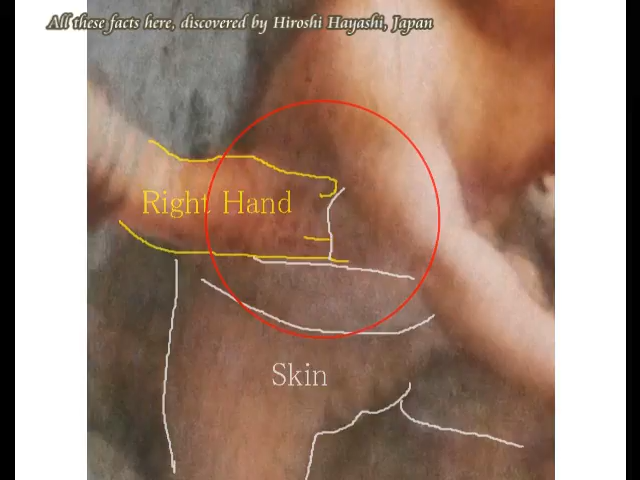 All these facts here, discovered by Hiroshi Hayashi, Japan
Right Hand
Skin